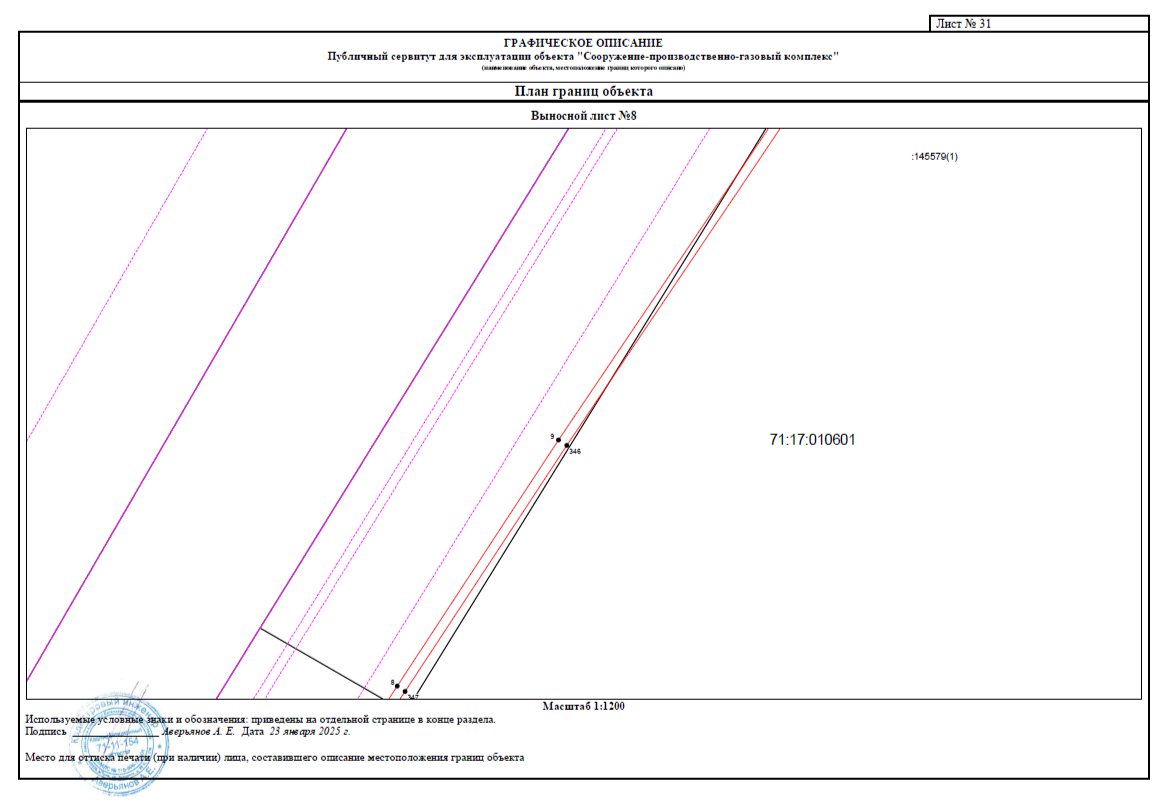 Лист № 31
ГРАФИЧЕСКОЕ ОПИСАНИЕ
Публичный сервитут для эксплуатации объекта "Сооружение-производственно-газовый комплекс"
(наименование объекта, местоположение границ которого описано)
План границ объекта
Выносной лист №8
:145579(1)
9
346
71:17:010601
8
347
Масштаб 1:1200
Используемые условные знаки и обозначения: приведены на отдельной странице в конце раздела.
Подпись Аверьянов А. Е. Дата 23 января 2025 г.
Место для оттиска печати (при наличии) лица, составившего описание местоположения границ объекта